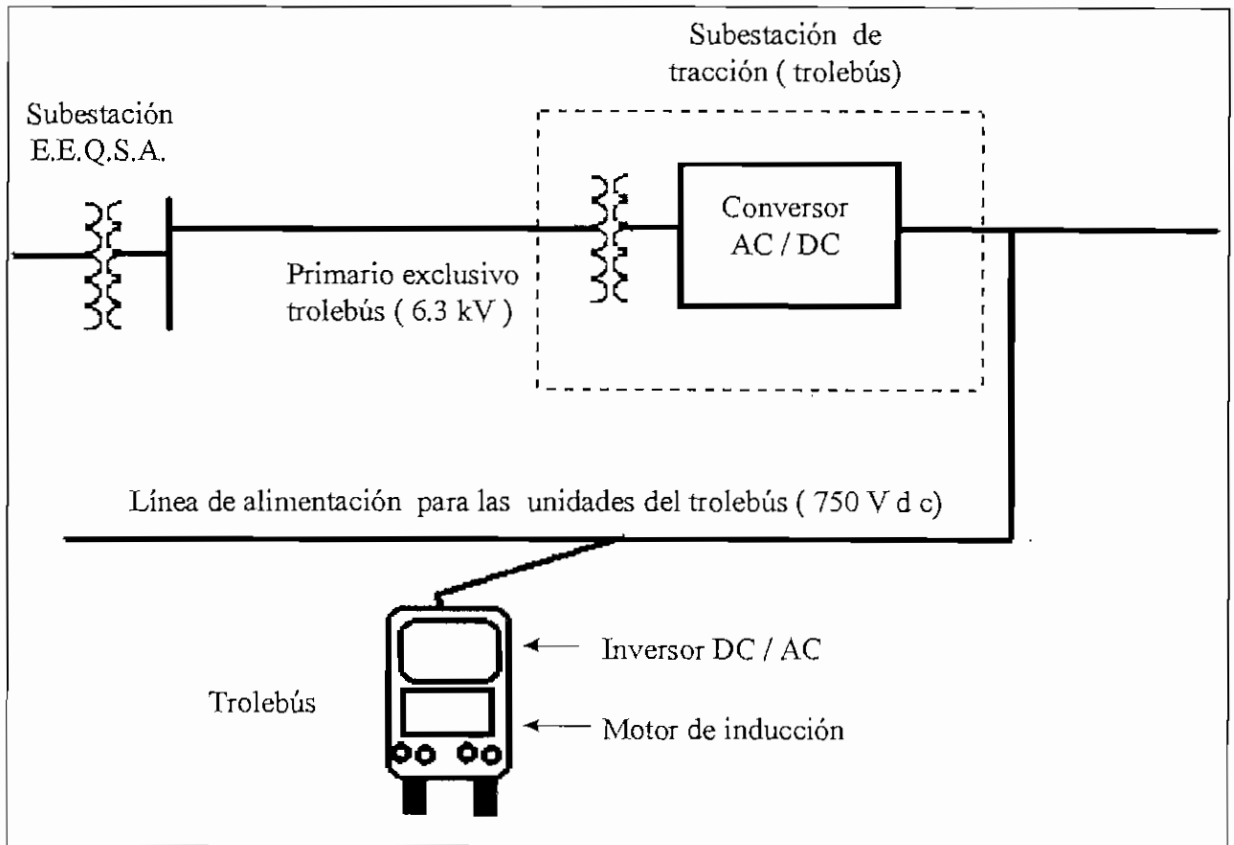 Subestación de
tracción ( trolebús)
Subestación
E.E.Q.S.A.
Conversor
AC / DC
Primario exclusivo
trolebús ( 6.3 kV )
Línea de alimentación para las unidades del trolebús ( 750 V d c)
Inversor DC / AC
Trolebús
Motor de inducción